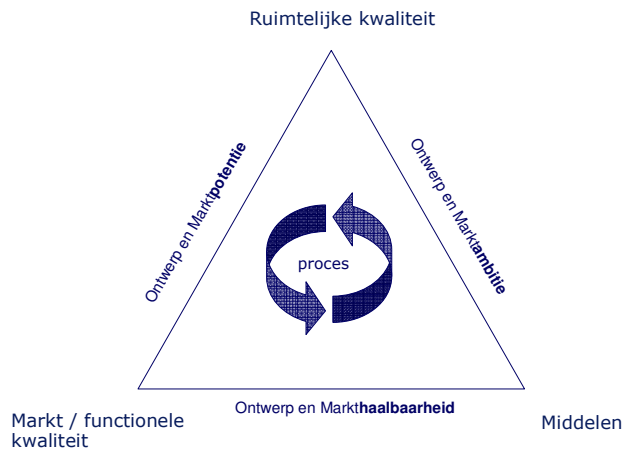 Ruimtelijke kwaliteit
Ontwerp en Marktpotentie
Ontwerp en Marktambitie
proces
Ontwerp en Markthaalbaarheid
Markt / functionele
kwaliteit
Middelen